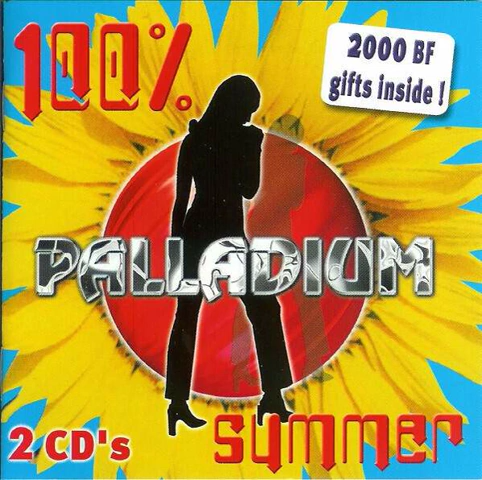 100%
2000 BF
gifts inside !
PALLADIUM
2 CD's
summer